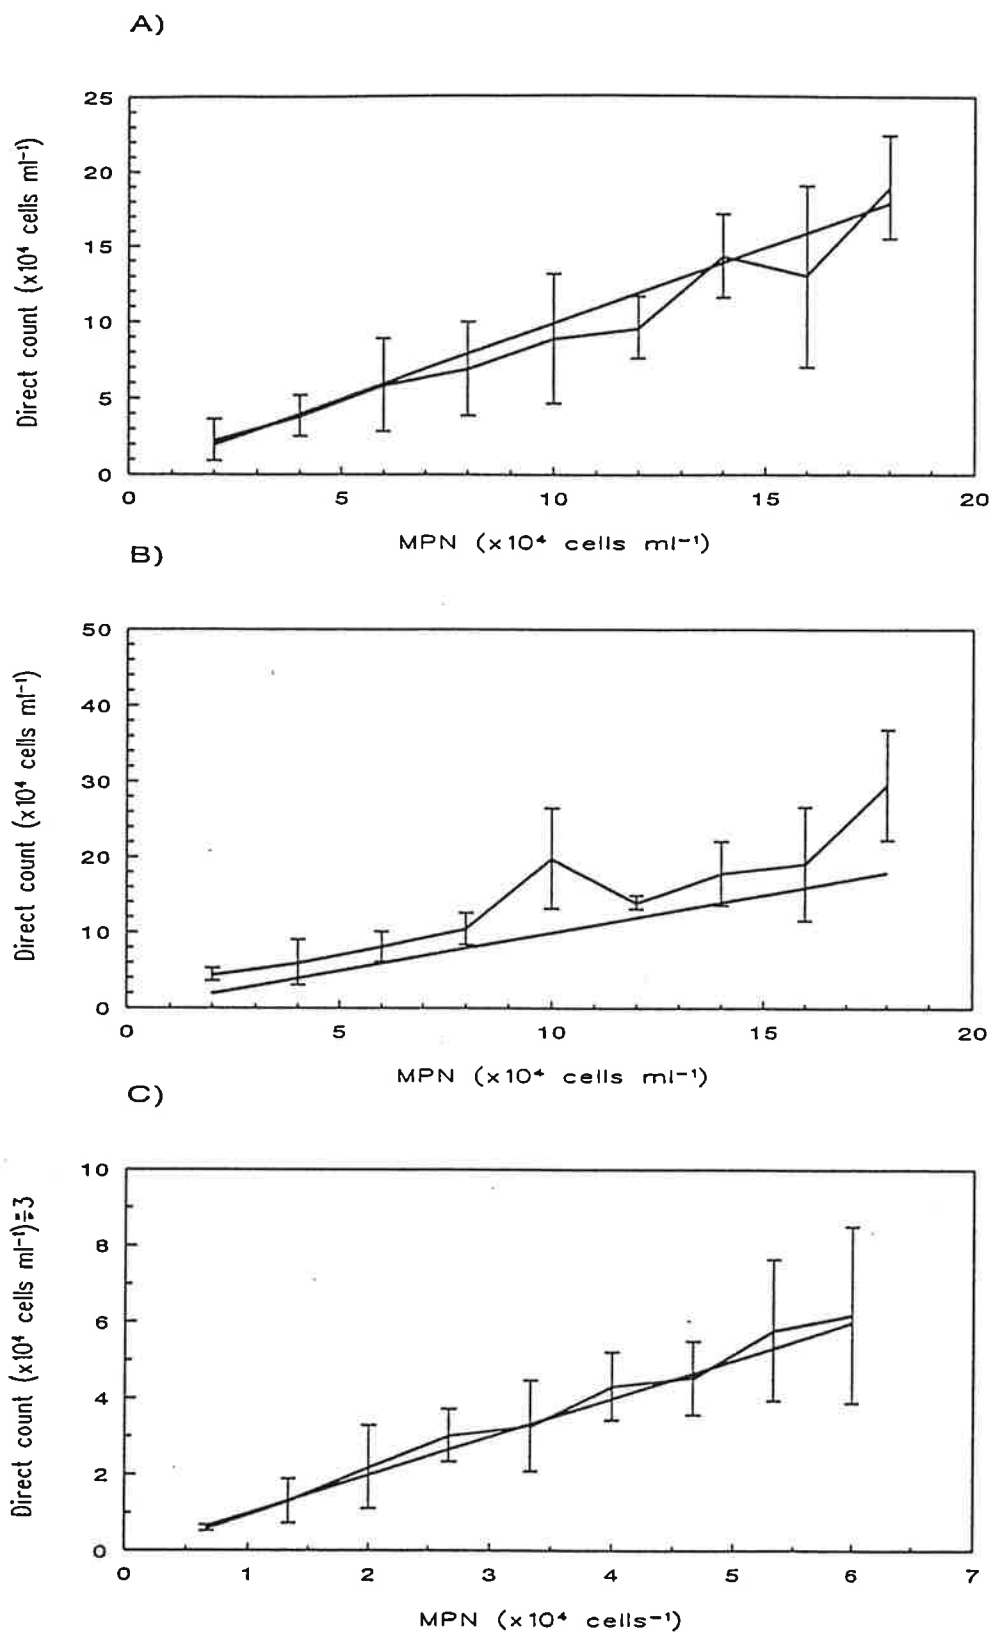 A)
Direct count (x10⁴ cells ml⁻¹)
25
20
15
10
5
0
0 5 10 15 20
MPN (x10⁴ cells ml⁻¹)
B)
Direct count (x10⁴ cells ml⁻¹)
50
40
30
20
10
0
0 5 10 15 20
MPN (x10⁴ cells ml⁻¹)
C)
Direct count (x10⁴ cells ml⁻¹)÷3
10
8
6
4
2
0
0 1 2 3 4 5 6 7
MPN (x10⁴ cells⁻¹)